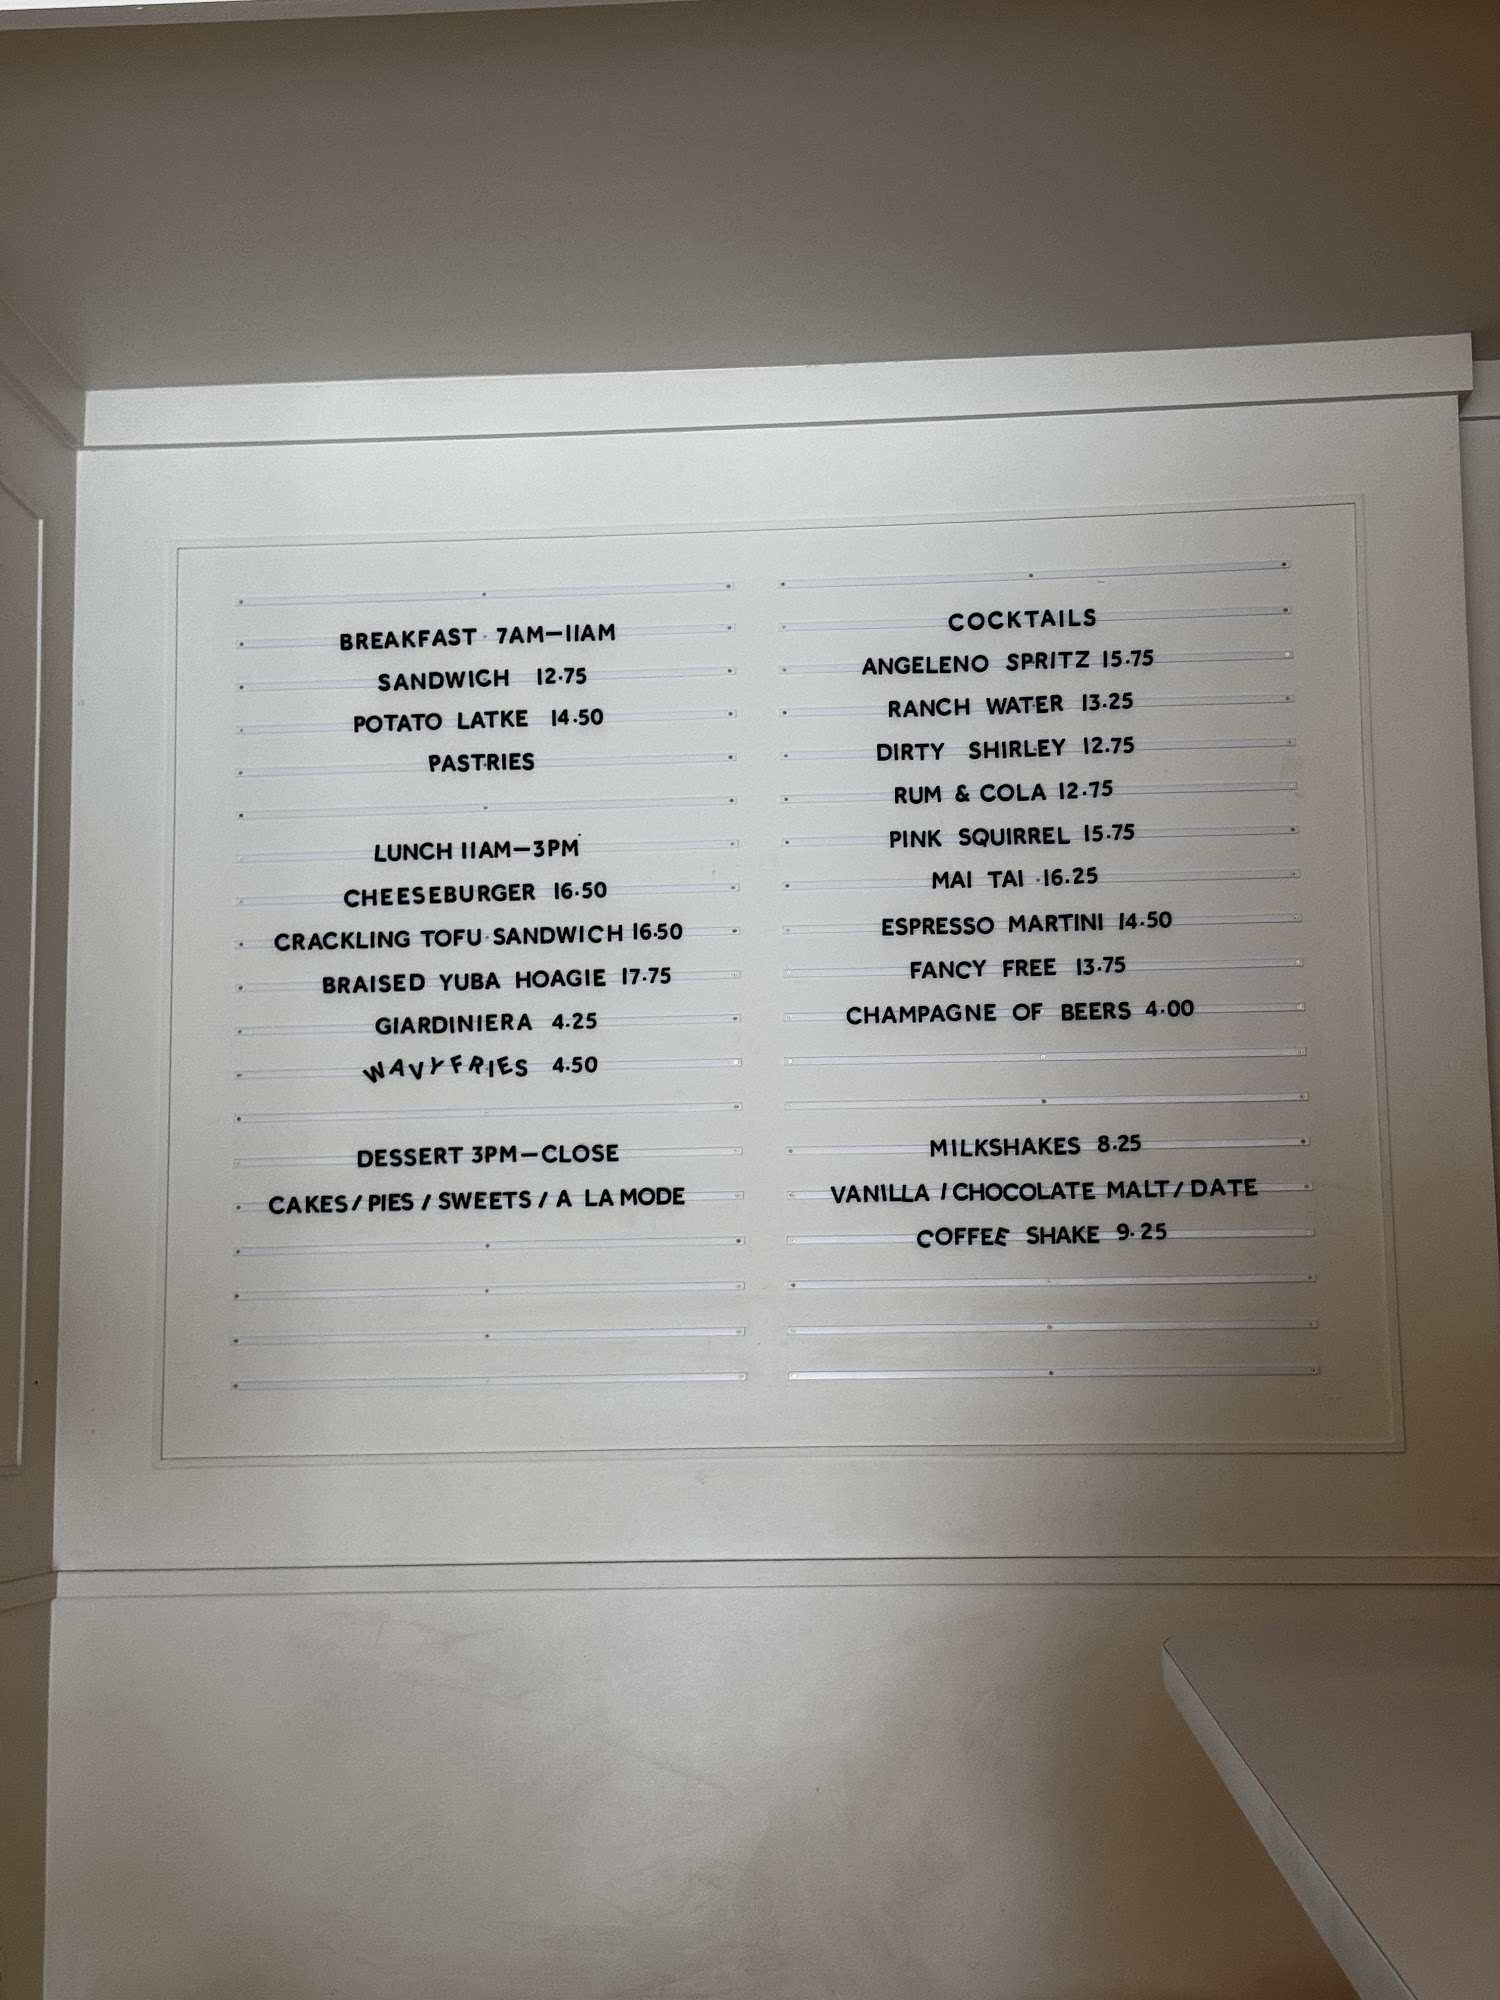 BREAKFAST · 7AM—11AM
SANDWICH 12.75
POTATO LATKE 14.50
PASTRIES
LUNCH 11AM—3PM
CHEESEBURGER 16.50
CRACKLING TOFU SANDWICH 16.50
BRAISED YUBA HOAGIE 17.75
GIARDINIERA 4.25
WAVY FRIES 4.50
DESSERT 3PM—CLOSE
CAKES / PIES / SWEETS / A LA MODE
COCKTAILS
ANGELENO SPRITZ 15.75
RANCH WATER 13.25
DIRTY SHIRLEY 12.75
RUM & COLA 12.75
PINK SQUIRREL 15.75
MAI TAI 16.25
ESPRESSO MARTINI 14.50
FANCY FREE 13.75
CHAMPAGNE OF BEERS 4.00
MILKSHAKES 8.25
VANILLA / CHOCOLATE MALT / DATE
COFFEE SHAKE 9.25